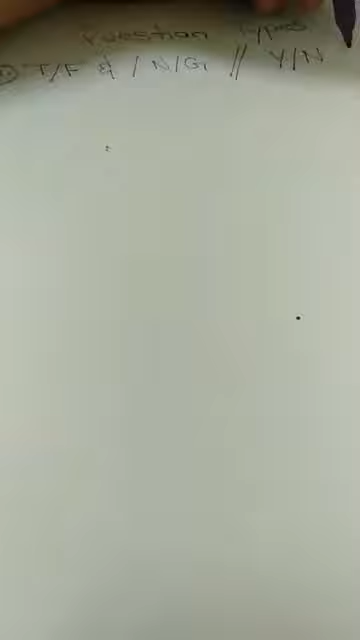 Question types
T/F & / N/G // Y/N